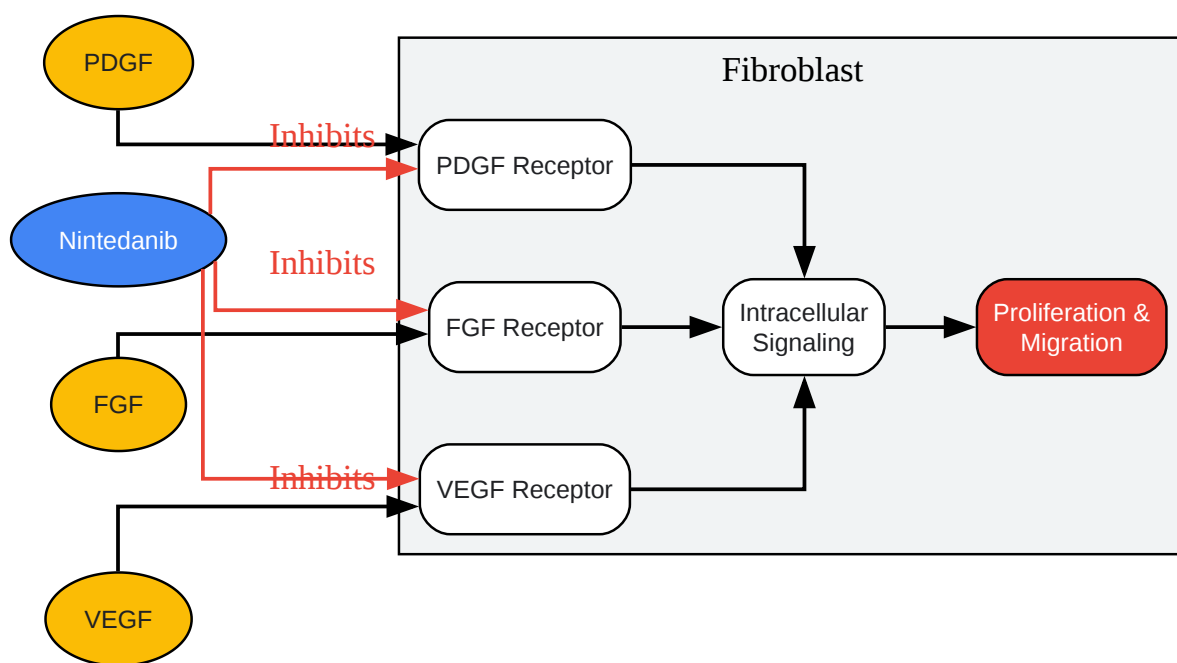 PDGF
Fibroblast
Inhibits
PDGF Receptor
Nintedanib
Inhibits
FGF Receptor
Intracellular
Signaling
Proliferation &
Migration
FGF
Inhibits
VEGF Receptor
VEGF